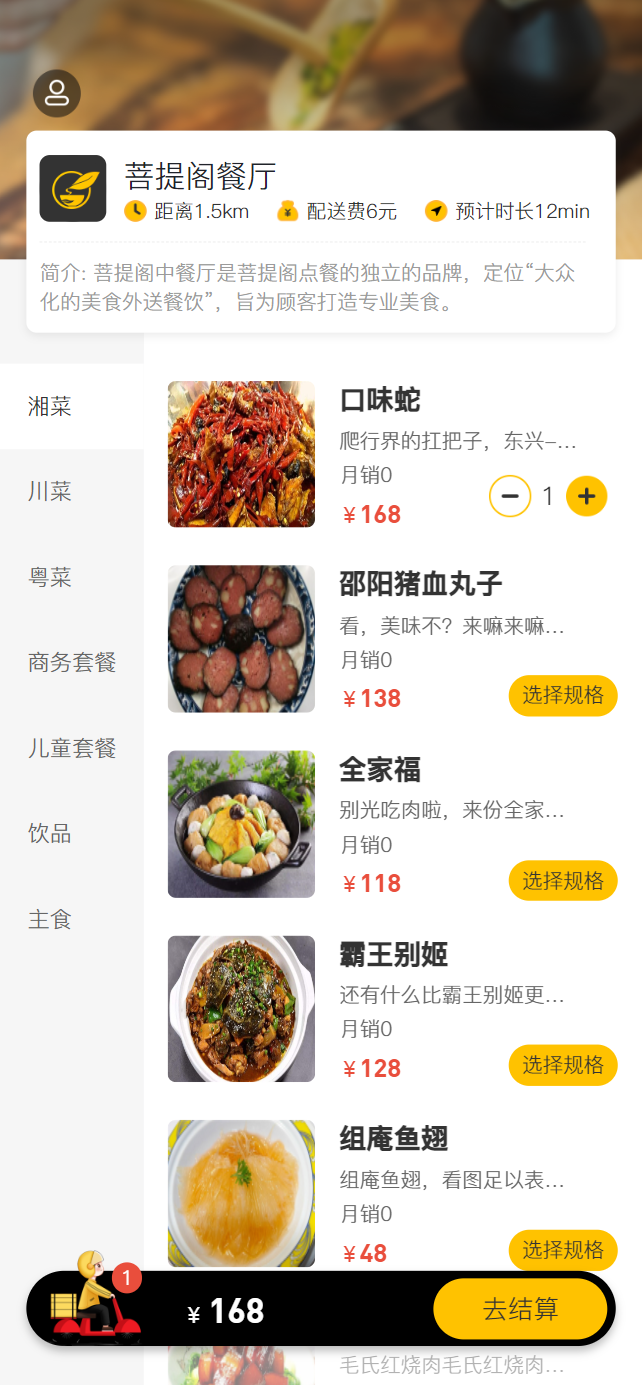 菩提阁餐厅
距离1.5km 配送费6元 预计时长12min
简介: 菩提阁中餐厅是菩提阁点餐的独立的品牌，定位“大众
化的美食外送餐饮”，旨为顾客打造专业美食。
湘菜
川菜
粤菜
商务套餐
儿童套餐
饮品
主食
口味蛇
爬行界的扛把子，东兴-...
月销0
¥168
1
邵阳猪血丸子
看，美味不？来嘛来嘛...
月销0
¥138
选择规格
全家福
别光吃肉啦，来份全家...
月销0
¥118
选择规格
霸王别姬
还有什么比霸王别姬更...
月销0
¥128
选择规格
组庵鱼翅
组庵鱼翅，看图足以表...
月销0
¥48
选择规格
1
¥ 168
去结算
毛氏红烧肉毛氏红烧肉...